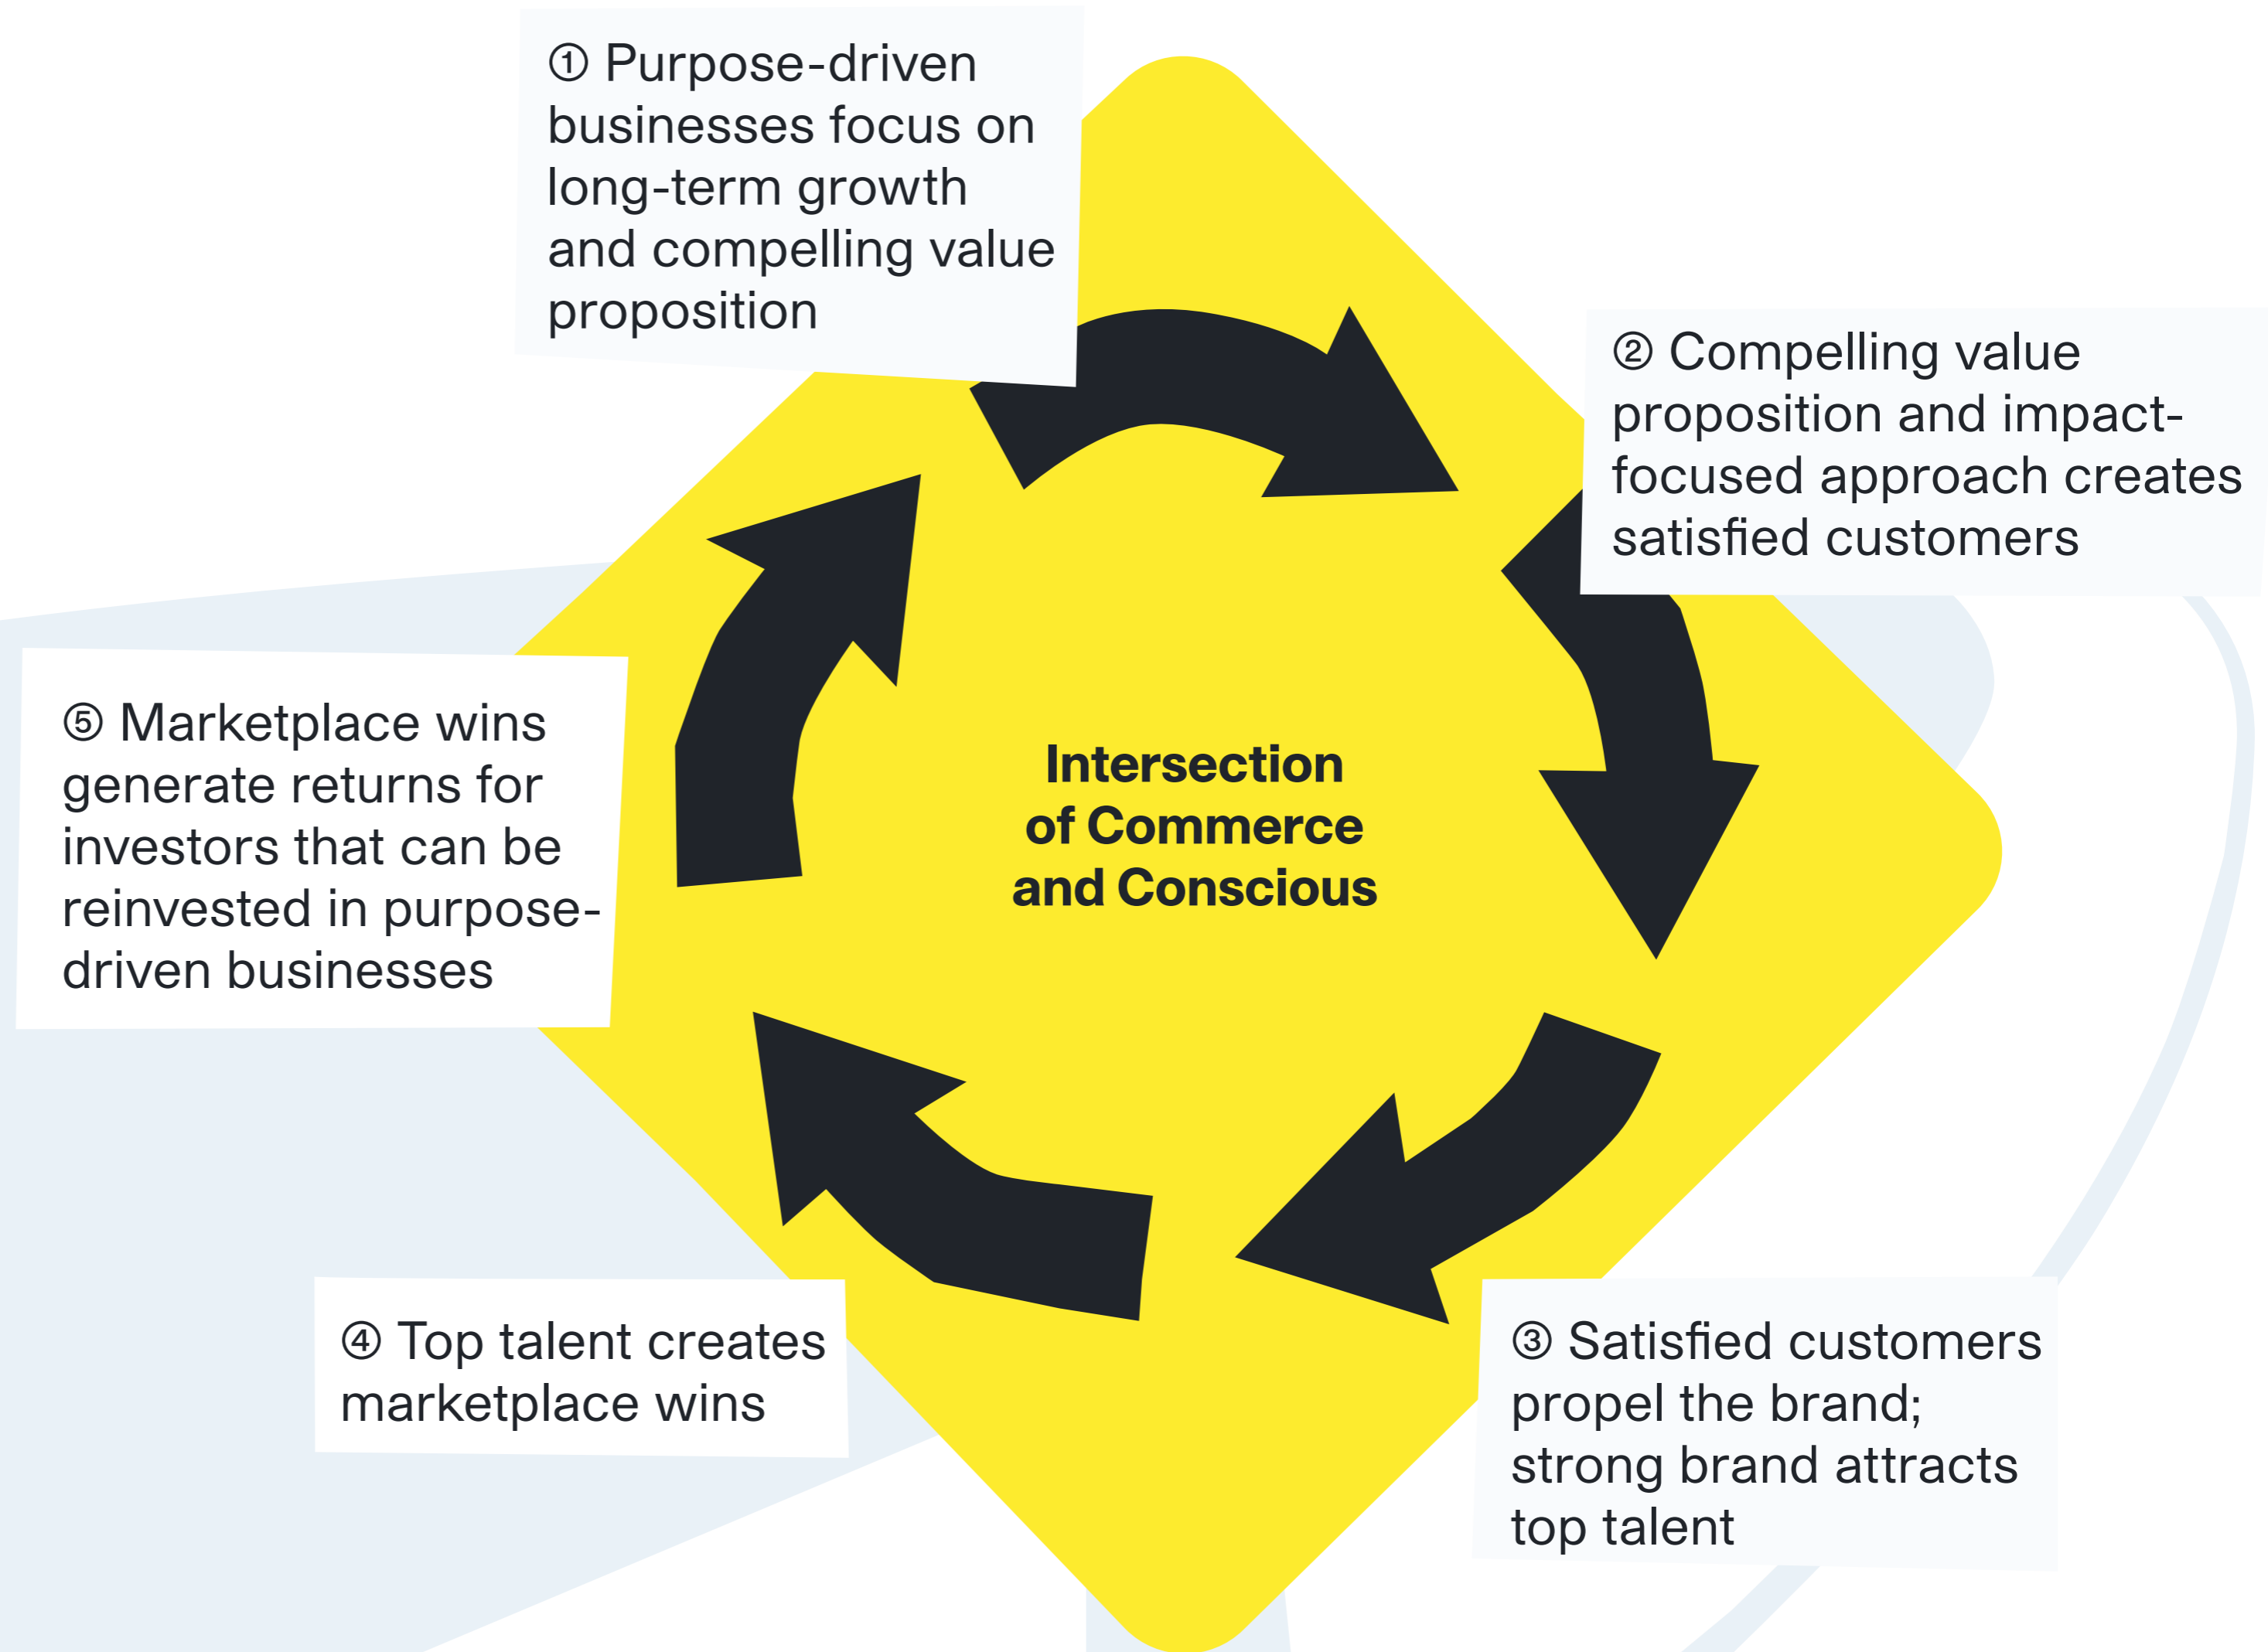 ① Purpose-driven
businesses focus on
long-term growth
and compelling value
proposition
② Compelling value
proposition and impact-
focused approach creates
satisfied customers
③ Satisfied customers
propel the brand;
strong brand attracts
top talent
④ Top talent creates
marketplace wins
⑤ Marketplace wins
generate returns for
investors that can be
reinvested in purpose-
driven businesses
Intersection
of Commerce
and Conscious